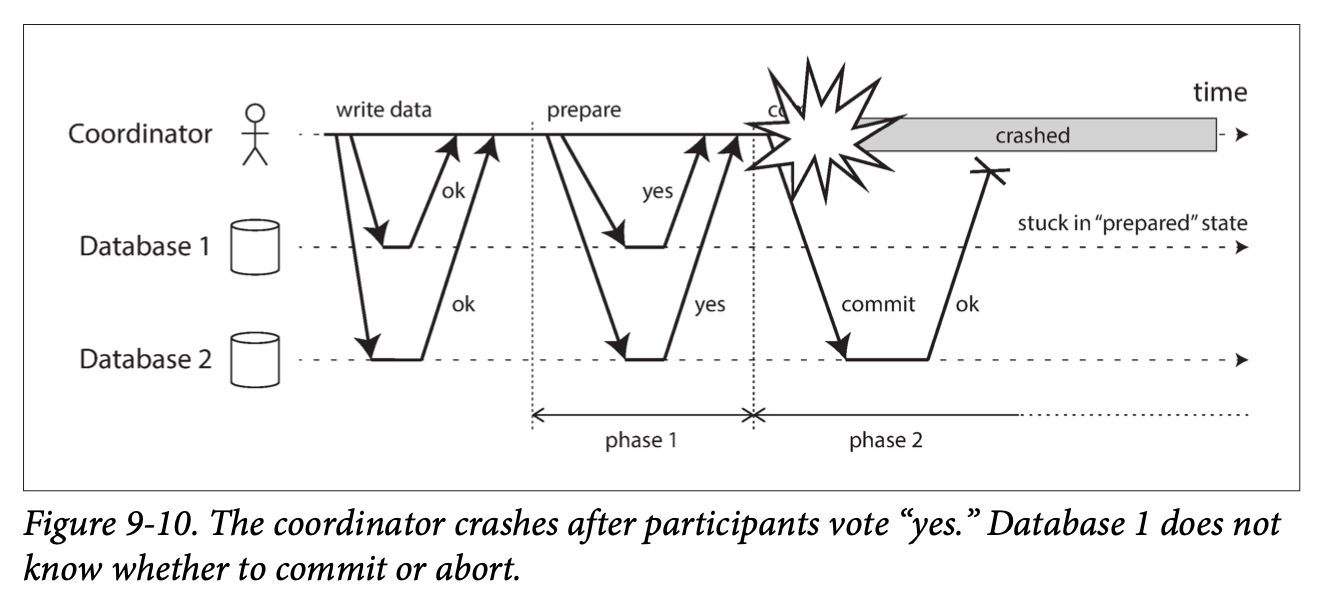 time
write data
prepare
Coordinator
crashed
ok
yes
stuck in “prepared” state
Database 1
ok
yes
commit
ok
Database 2
phase 1
phase 2
Figure 9-10. The coordinator crashes after participants vote “yes.” Database 1 does not
know whether to commit or abort.